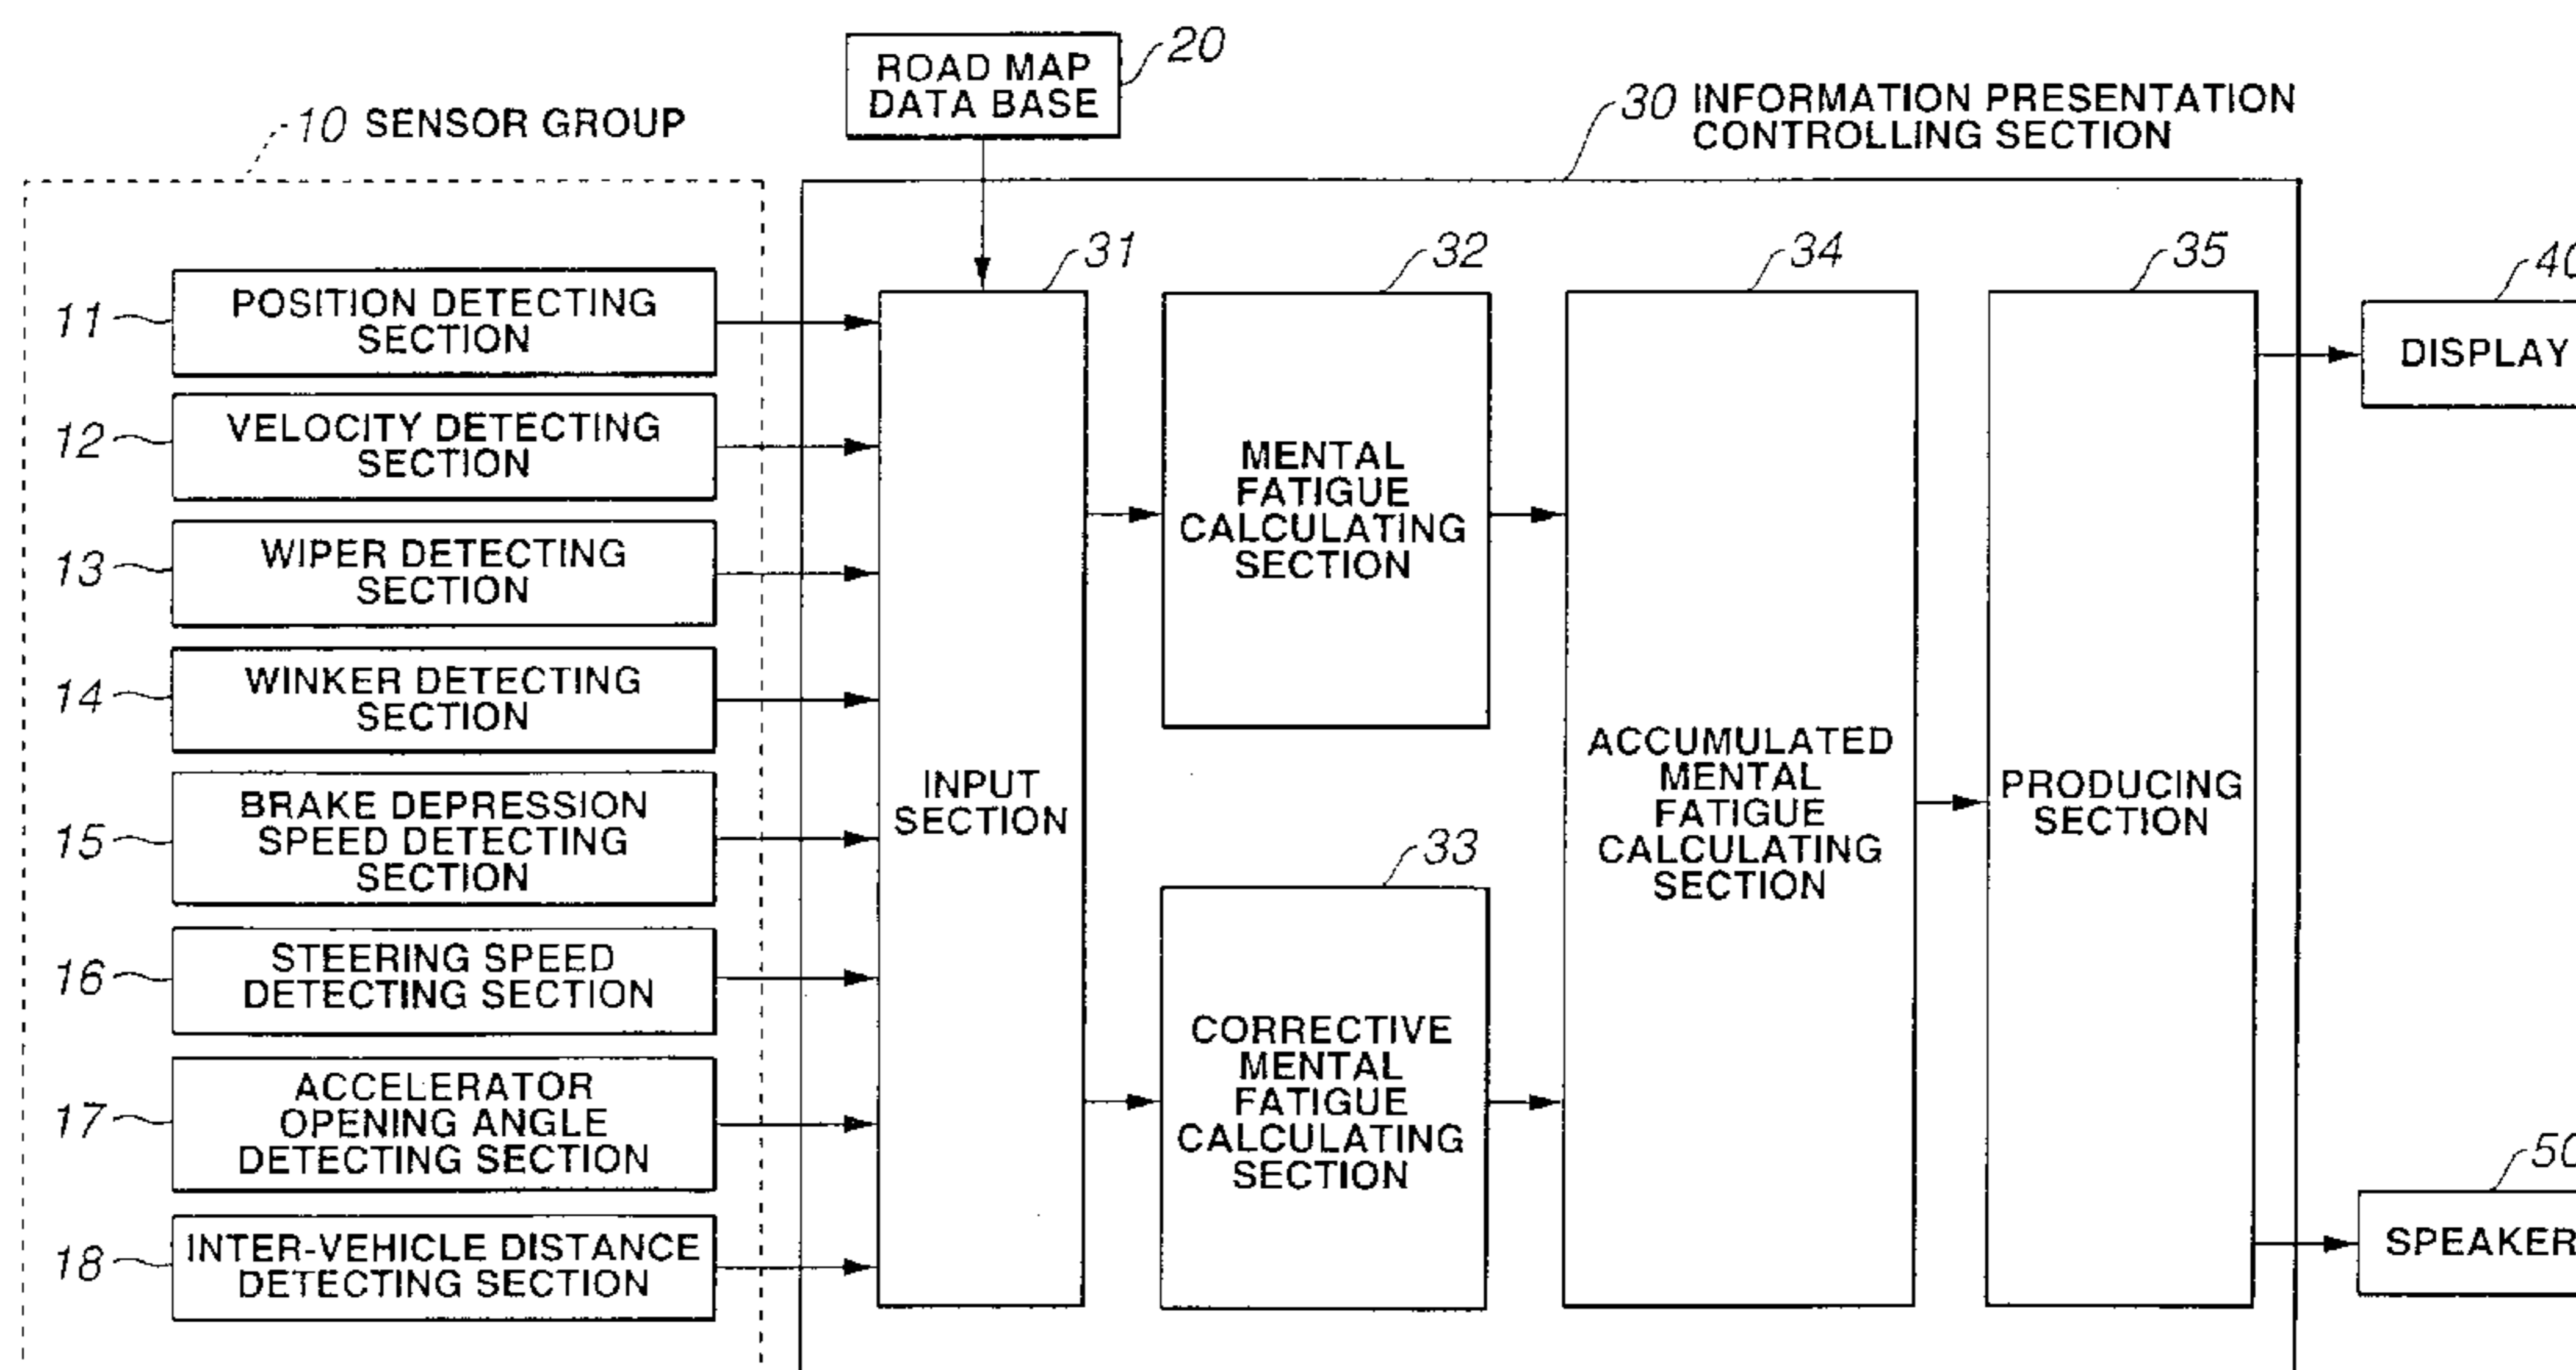 20
ROAD MAP
DATA BASE
10 SENSOR GROUP
30 INFORMATION PRESENTATION
CONTROLLING SECTION
11
POSITION DETECTING
SECTION
12
VELOCITY DETECTING
SECTION
13
WIPER DETECTING
SECTION
14
WINKER DETECTING
SECTION
15
BRAKE DEPRESSION
SPEED DETECTING
SECTION
16
STEERING SPEED
DETECTING SECTION
17
ACCELERATOR
OPENING ANGLE
DETECTING SECTION
18
INTER-VEHICLE DISTANCE
DETECTING SECTION
31
INPUT
SECTION
32
MENTAL
FATIGUE
CALCULATING
SECTION
33
CORRECTIVE
MENTAL
FATIGUE
CALCULATING
SECTION
34
ACCUMULATED
MENTAL
FATIGUE
CALCULATING
SECTION
35
PRODUCING
SECTION
40
DISPLAY
50
SPEAKER